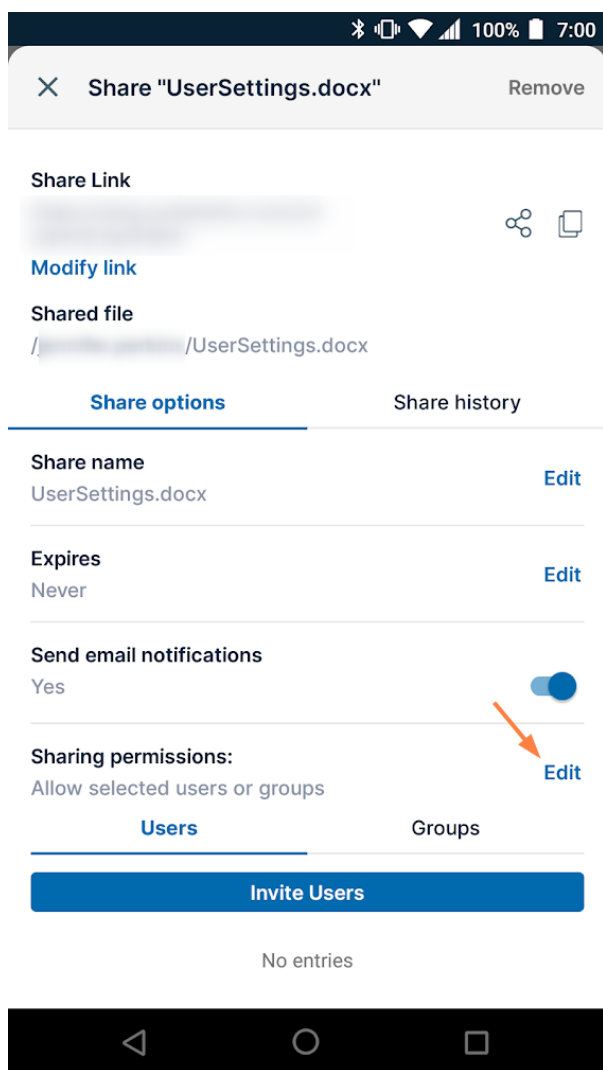 100% 7:00
Share "UserSettings.docx" Remove
Share Link
Modify link
Shared file
/ /UserSettings.docx
Share options Share history
Share name
UserSettings.docx
Edit
Expires
Never
Edit
Send email notifications
Yes
Sharing permissions:
Allow selected users or groups
Edit
Users Groups
Invite Users
No entries